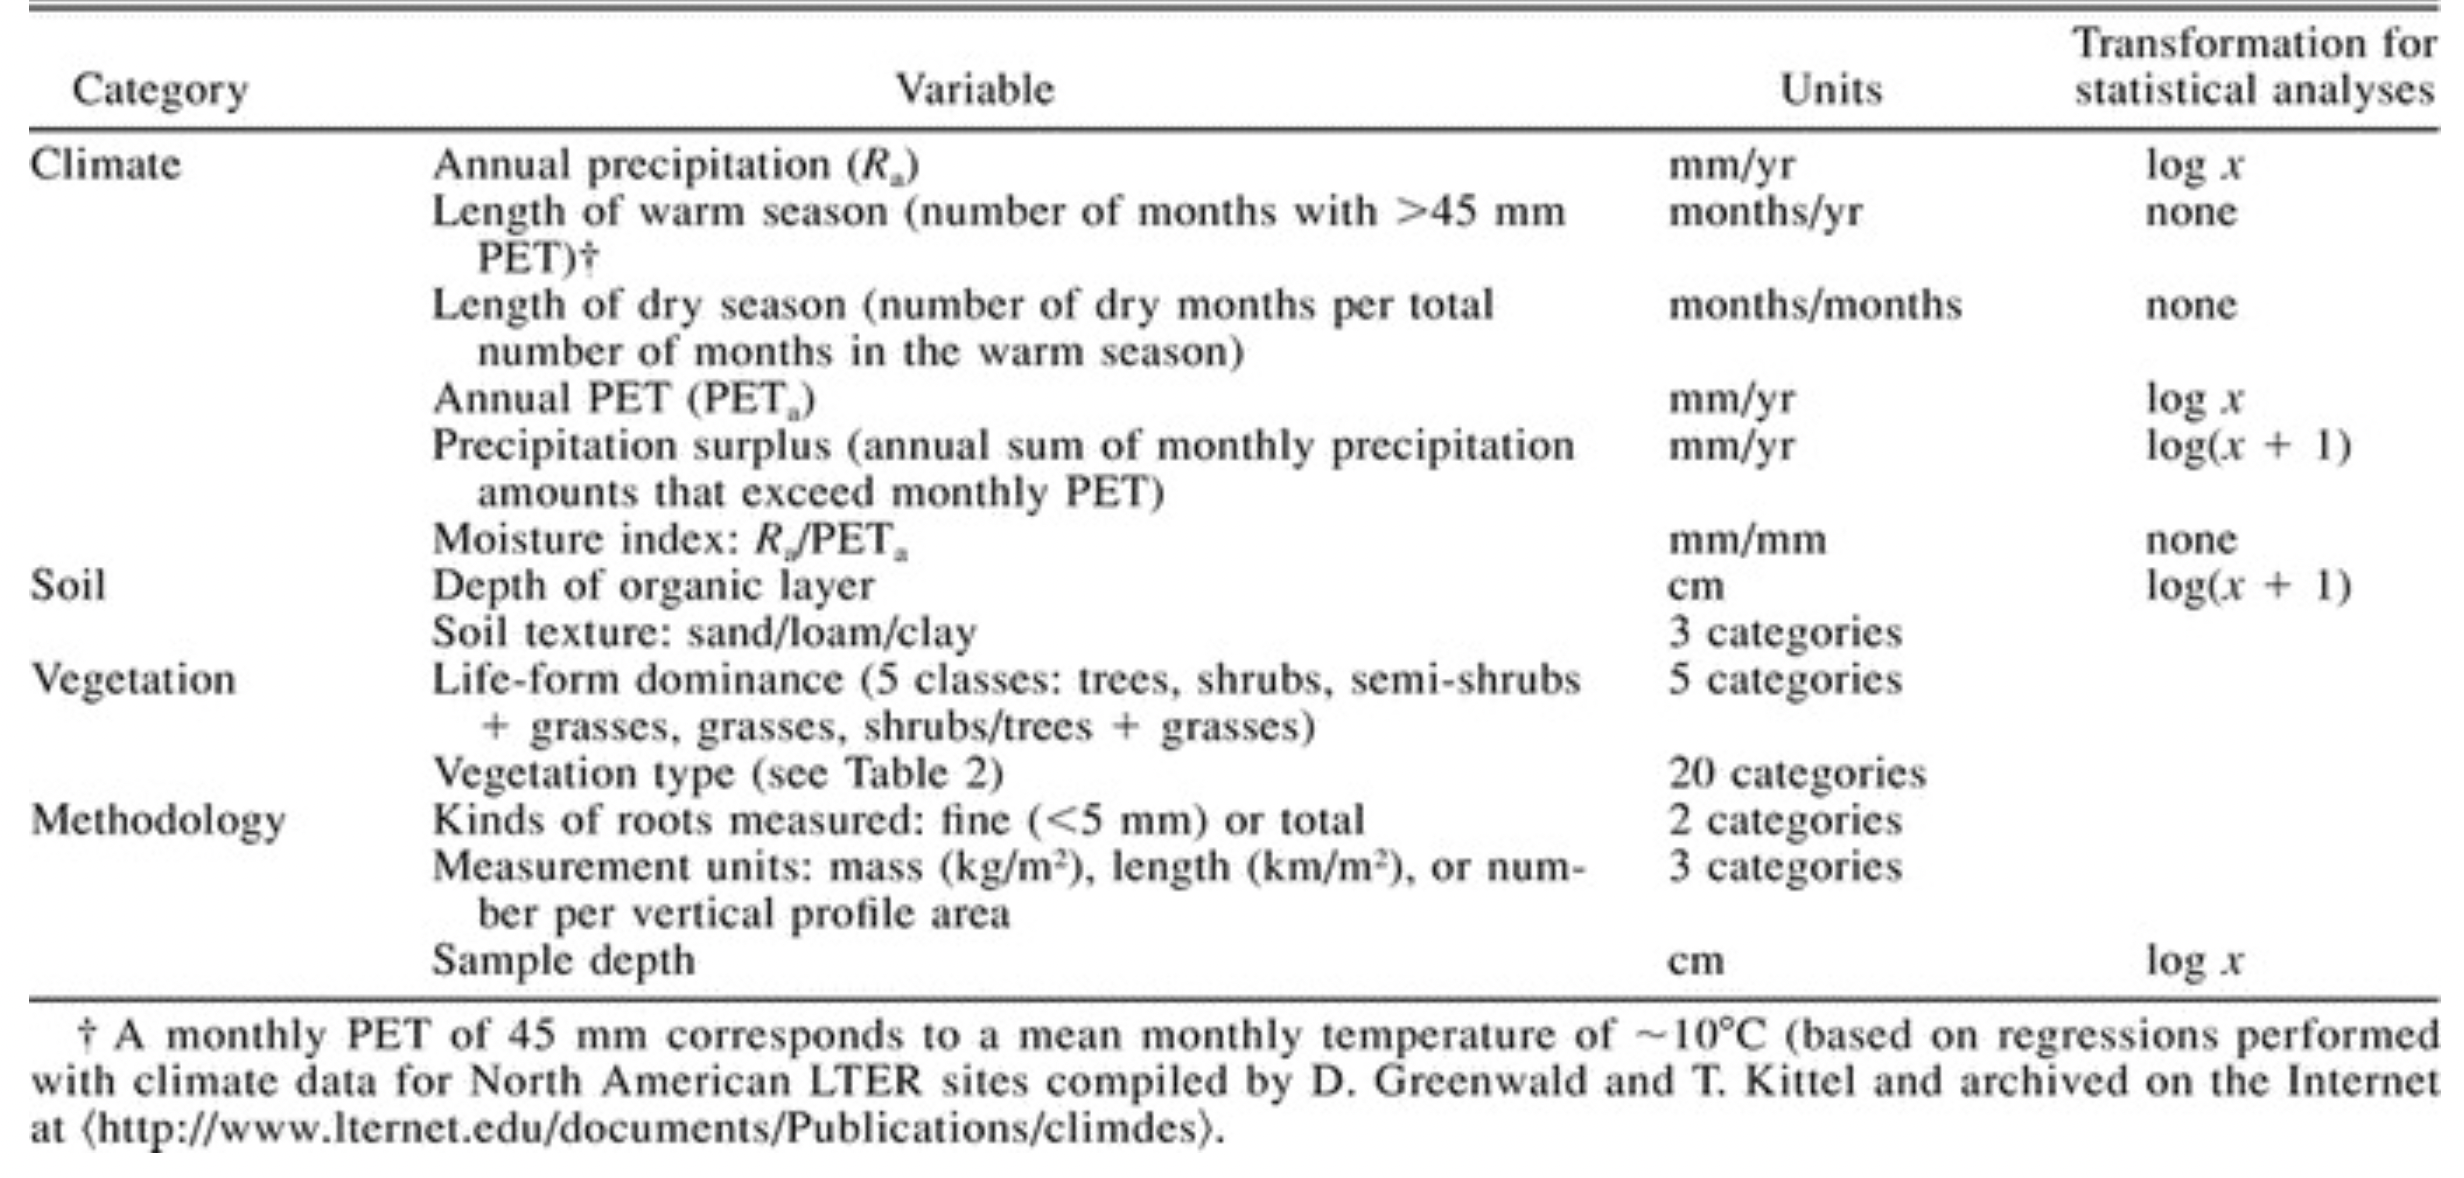 Category Variable Units Transformation for statistical analyses
Climate Annual precipitation (Rₐ) mm/yr log x
Length of warm season (number of months with >45 mm months/yr none
PET)†
Length of dry season (number of dry months per total months/months none
number of months in the warm season)
Annual PET (PETₐ) mm/yr log x
Precipitation surplus (annual sum of monthly precipitation mm/yr log(x + 1)
amounts that exceed monthly PET)
Moisture index: Rₐ/PETₐ mm/mm none
Soil Depth of organic layer cm log(x + 1)
Soil texture: sand/loam/clay 3 categories
Vegetation Life-form dominance (5 classes: trees, shrubs, semi-shrubs 5 categories
+ grasses, grasses, shrubs/trees + grasses)
Vegetation type (see Table 2) 20 categories
Methodology Kinds of roots measured: fine (<5 mm) or total 2 categories
Measurement units: mass (kg/m²), length (km/m²), or num- 3 categories
ber per vertical profile area
Sample depth cm log x
† A monthly PET of 45 mm corresponds to a mean monthly temperature of ~10°C (based on regressions performed
with climate data for North American LTER sites compiled by D. Greenwald and T. Kittel and archived on the Internet
at ⟨http://www.lternet.edu/documents/Publications/climdes⟩.